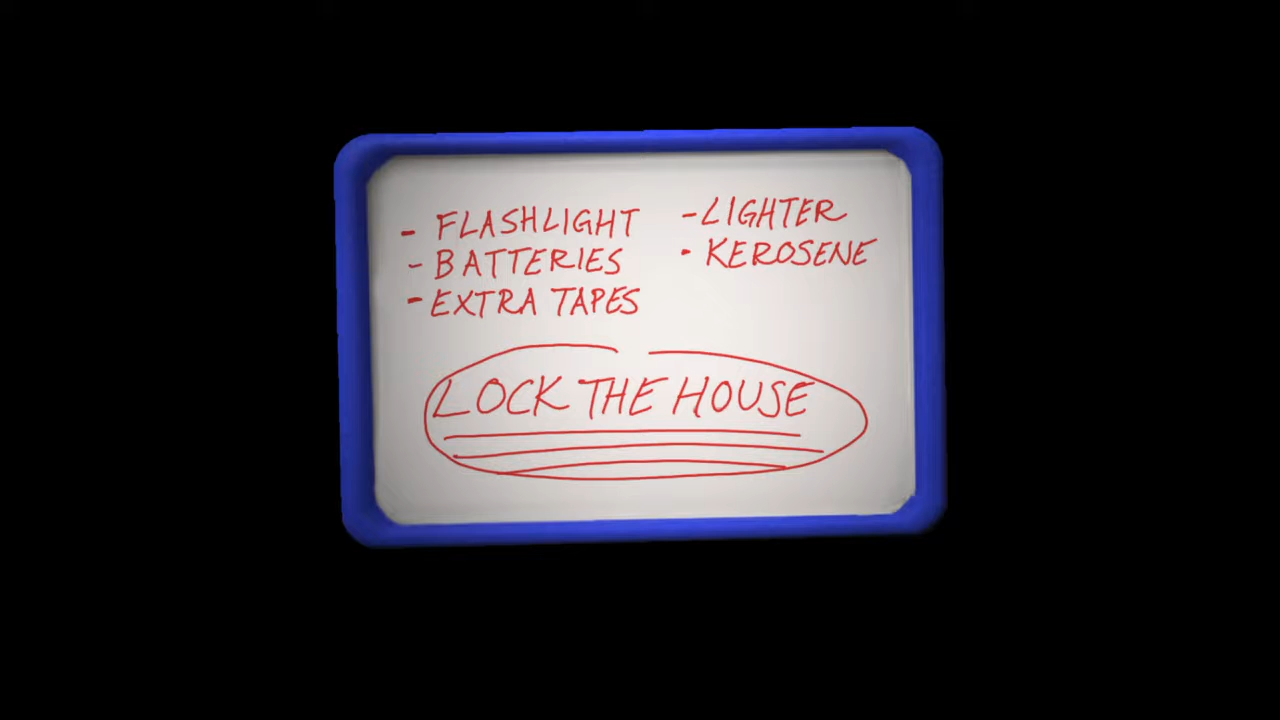 - FLASHLIGHT
- BATTERIES
- EXTRA TAPES
- LIGHTER
- KEROSENE
LOCK THE HOUSE